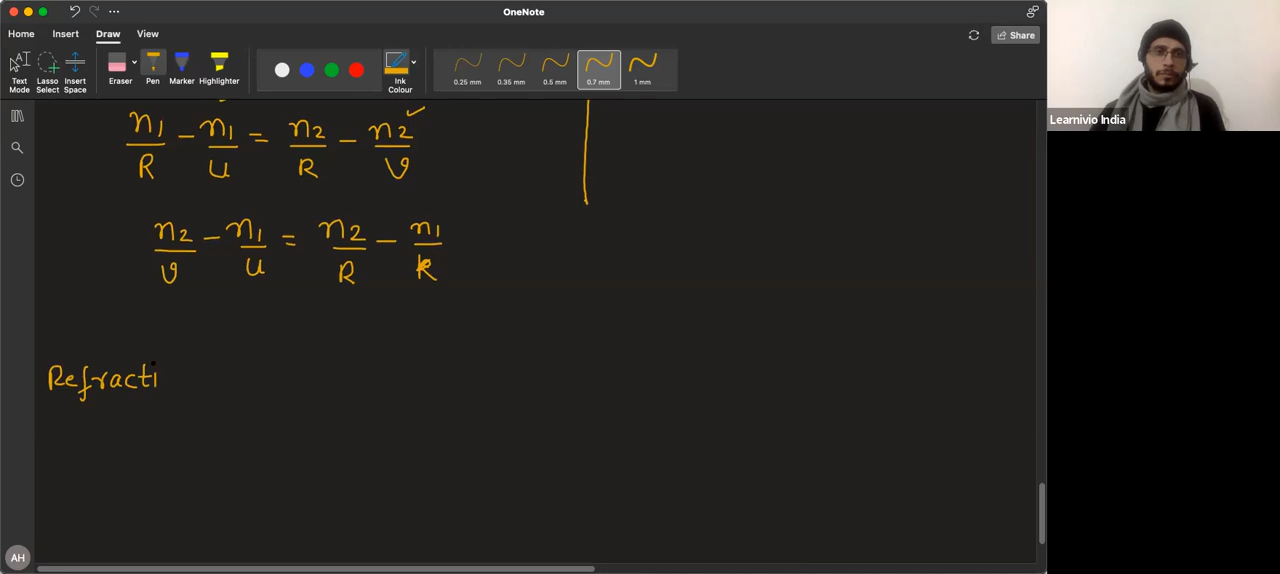 OneNote
Home Insert Draw View
Share
Text Mode
Lasso Select
Insert Space
Eraser
Pen
Marker
Highlighter
Ink Colour
0.25 mm
0.35 mm
0.5 mm
0.7 mm
1 mm
Learnivio India
n1/R - n1/u = n2/R - n2/v ✓
n2/v - n1/u = n2/R - n1/R
Refracti
AH